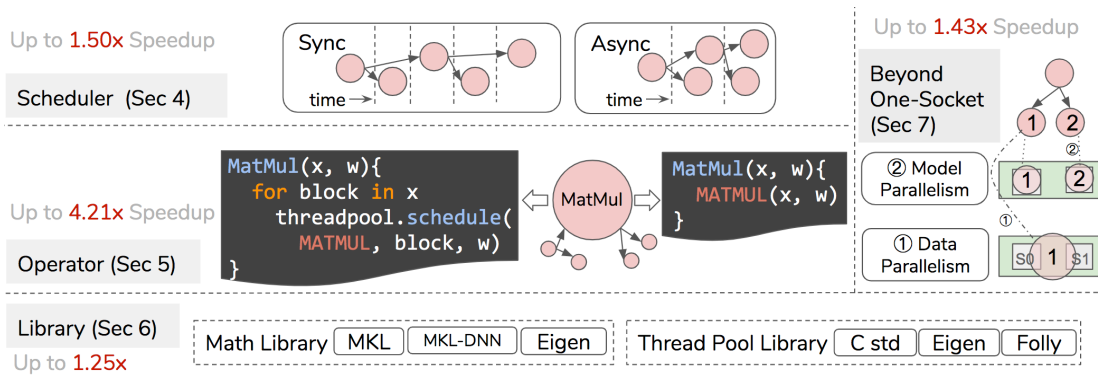 Up to 1.50x Speedup
Scheduler (Sec 4)
Sync
time
Async
time
Up to 1.43x Speedup
Beyond
One-Socket
(Sec 7)
1
2
②
② Model
Parallelism
1
2
①
① Data
Parallelism
S0
1
S1
Up to 4.21x Speedup
Operator (Sec 5)
MatMul(x, w){
for block in x
threadpool.schedule(
MATMUL, block, w)
}
MatMul
MatMul(x, w){
MATMUL(x, w)
}
Library (Sec 6)
Up to 1.25x
Math Library
MKL
MKL-DNN
Eigen
Thread Pool Library
C std
Eigen
Folly